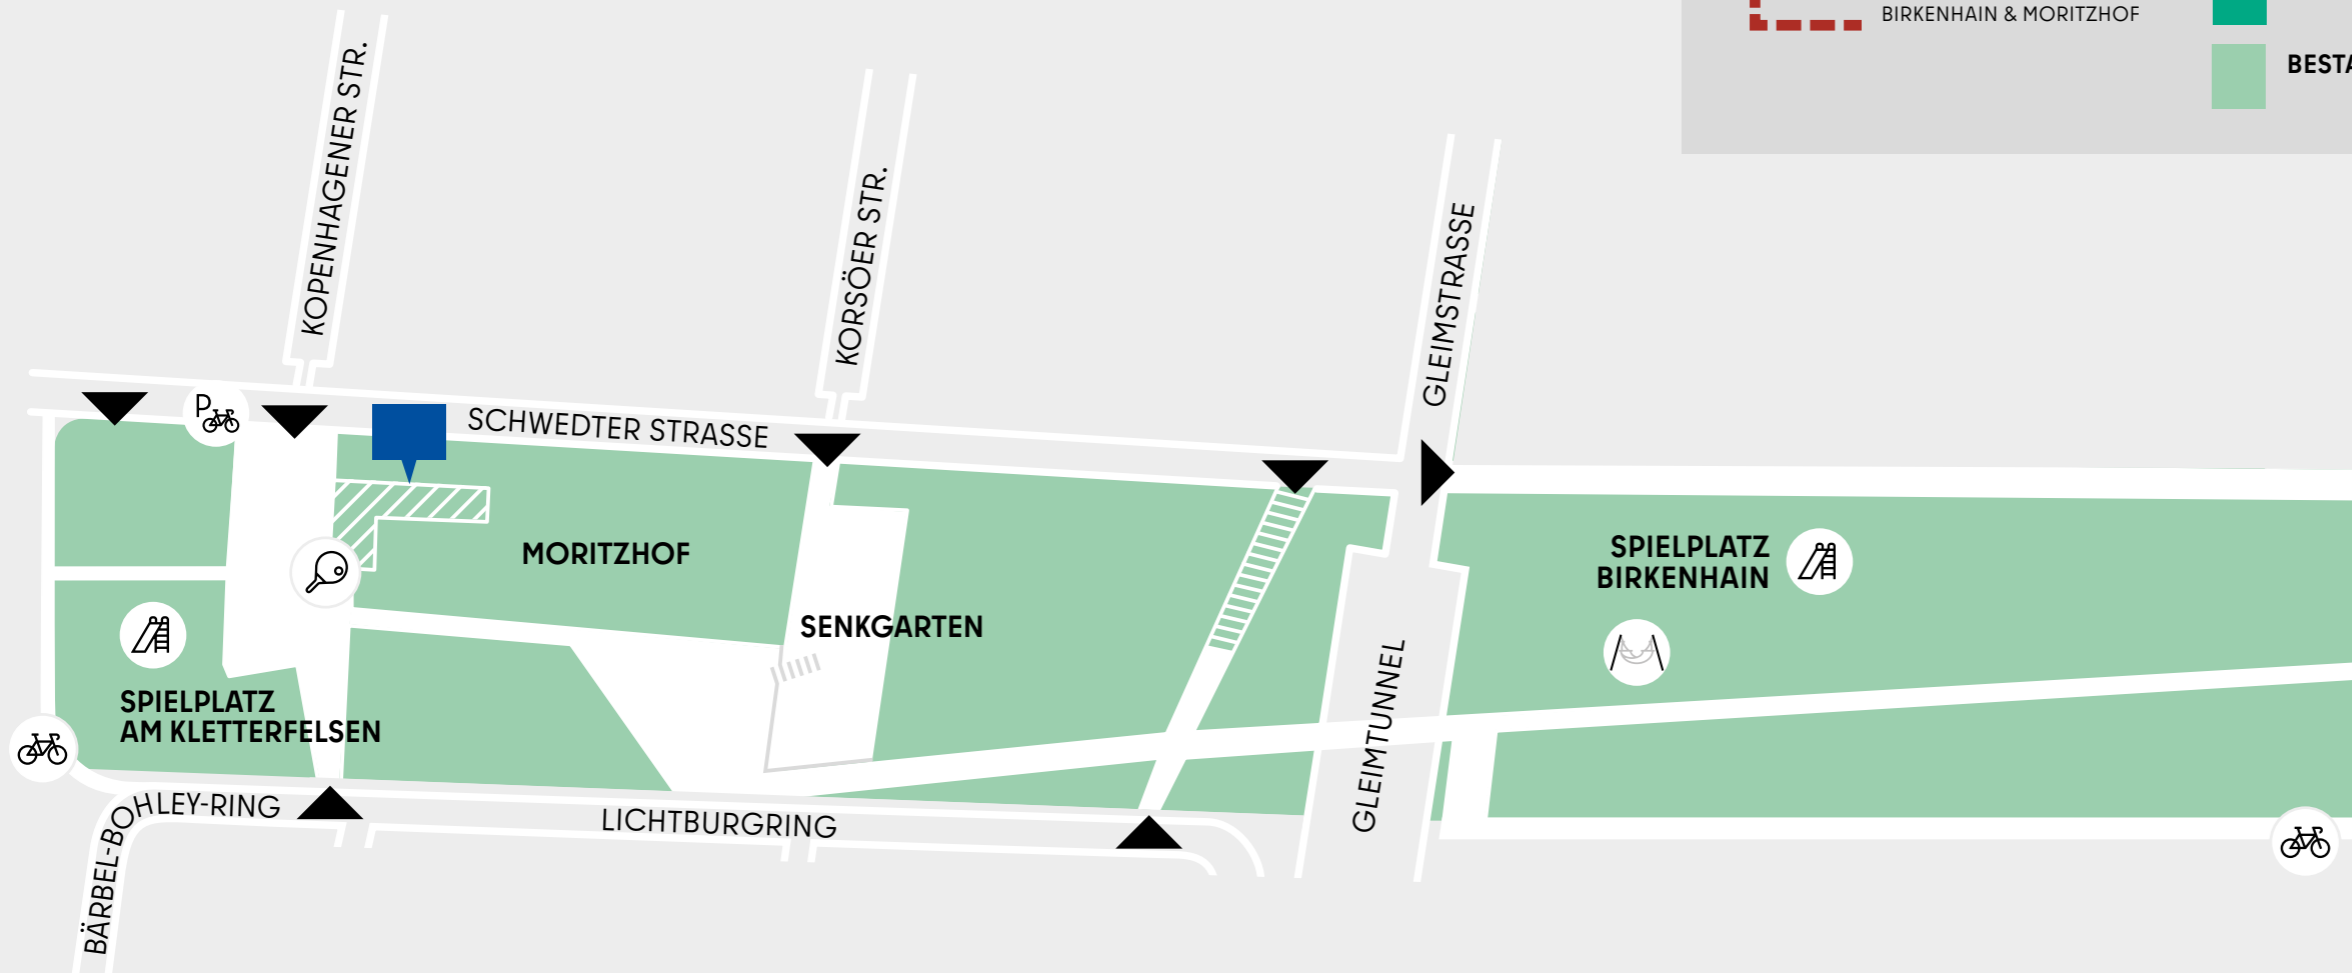 BIRKENHAIN & MORITZHOF
KOPENHAGENER STR.
KORSÖER STR.
GLEIMSTRASSE
P
SCHWEDTER STRASSE
MORITZHOF
SENKGARTEN
SPIELPLATZ
BIRKENHAIN
SPIELPLATZ
AM KLETTERFELSEN
GLEIMTUNNEL
BÄRBEL-BOHLEY-RING
LICHTBURGRING